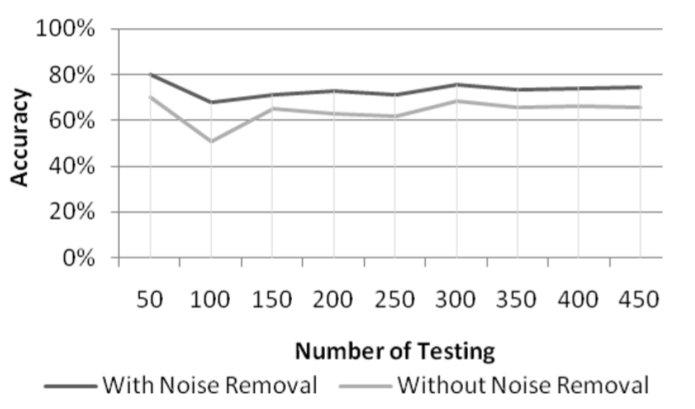 100%
80%
60%
40%
20%
0%
Accuracy
50 100 150 200 250 300 350 400 450
Number of Testing
With Noise Removal Without Noise Removal